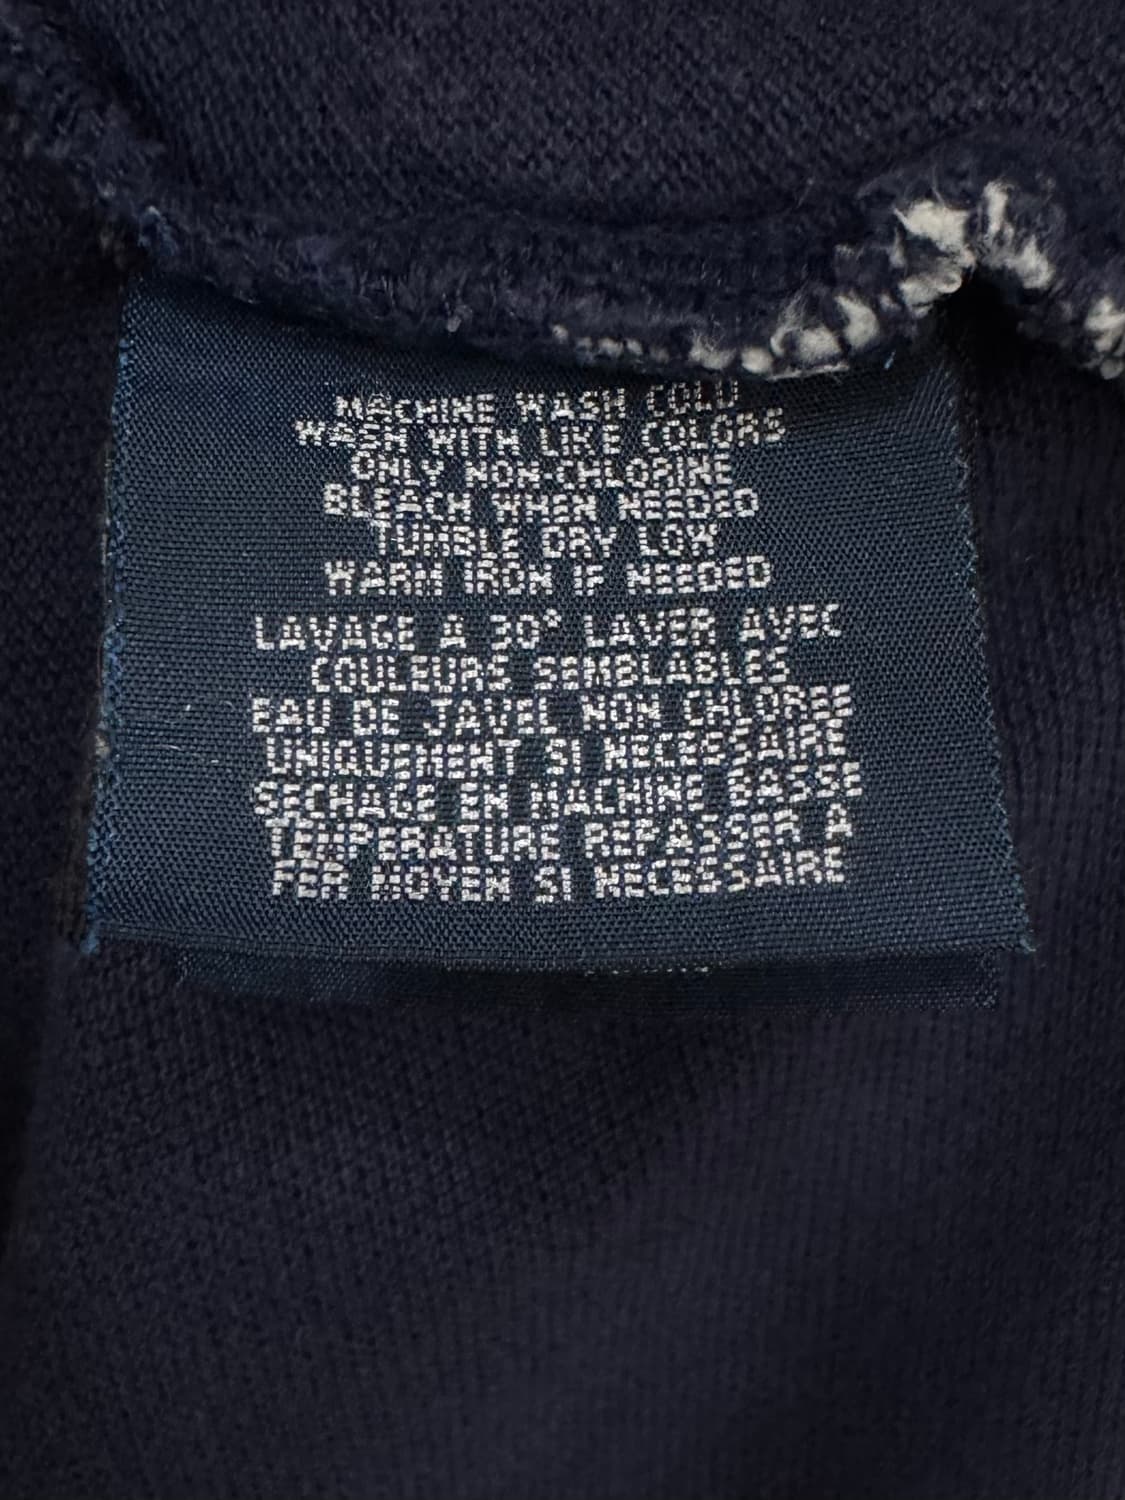 MACHINE WASH COLD
WASH WITH LIKE COLORS
ONLY NON-CHLORINE
BLEACH WHEN NEEDED
TUMBLE DRY LOW
WARM IRON IF NEEDED
LAVAGE A 30° LAVER AVEC
COULEURS SEMBLABLES
EAU DE JAVEL NON CHLOREE
UNIQUEMENT SI NECESSAIRE
SECHAGE EN MACHINE BASSE
TEMPERATURE REPASSER A
FER MOYEN SI NECESSAIRE